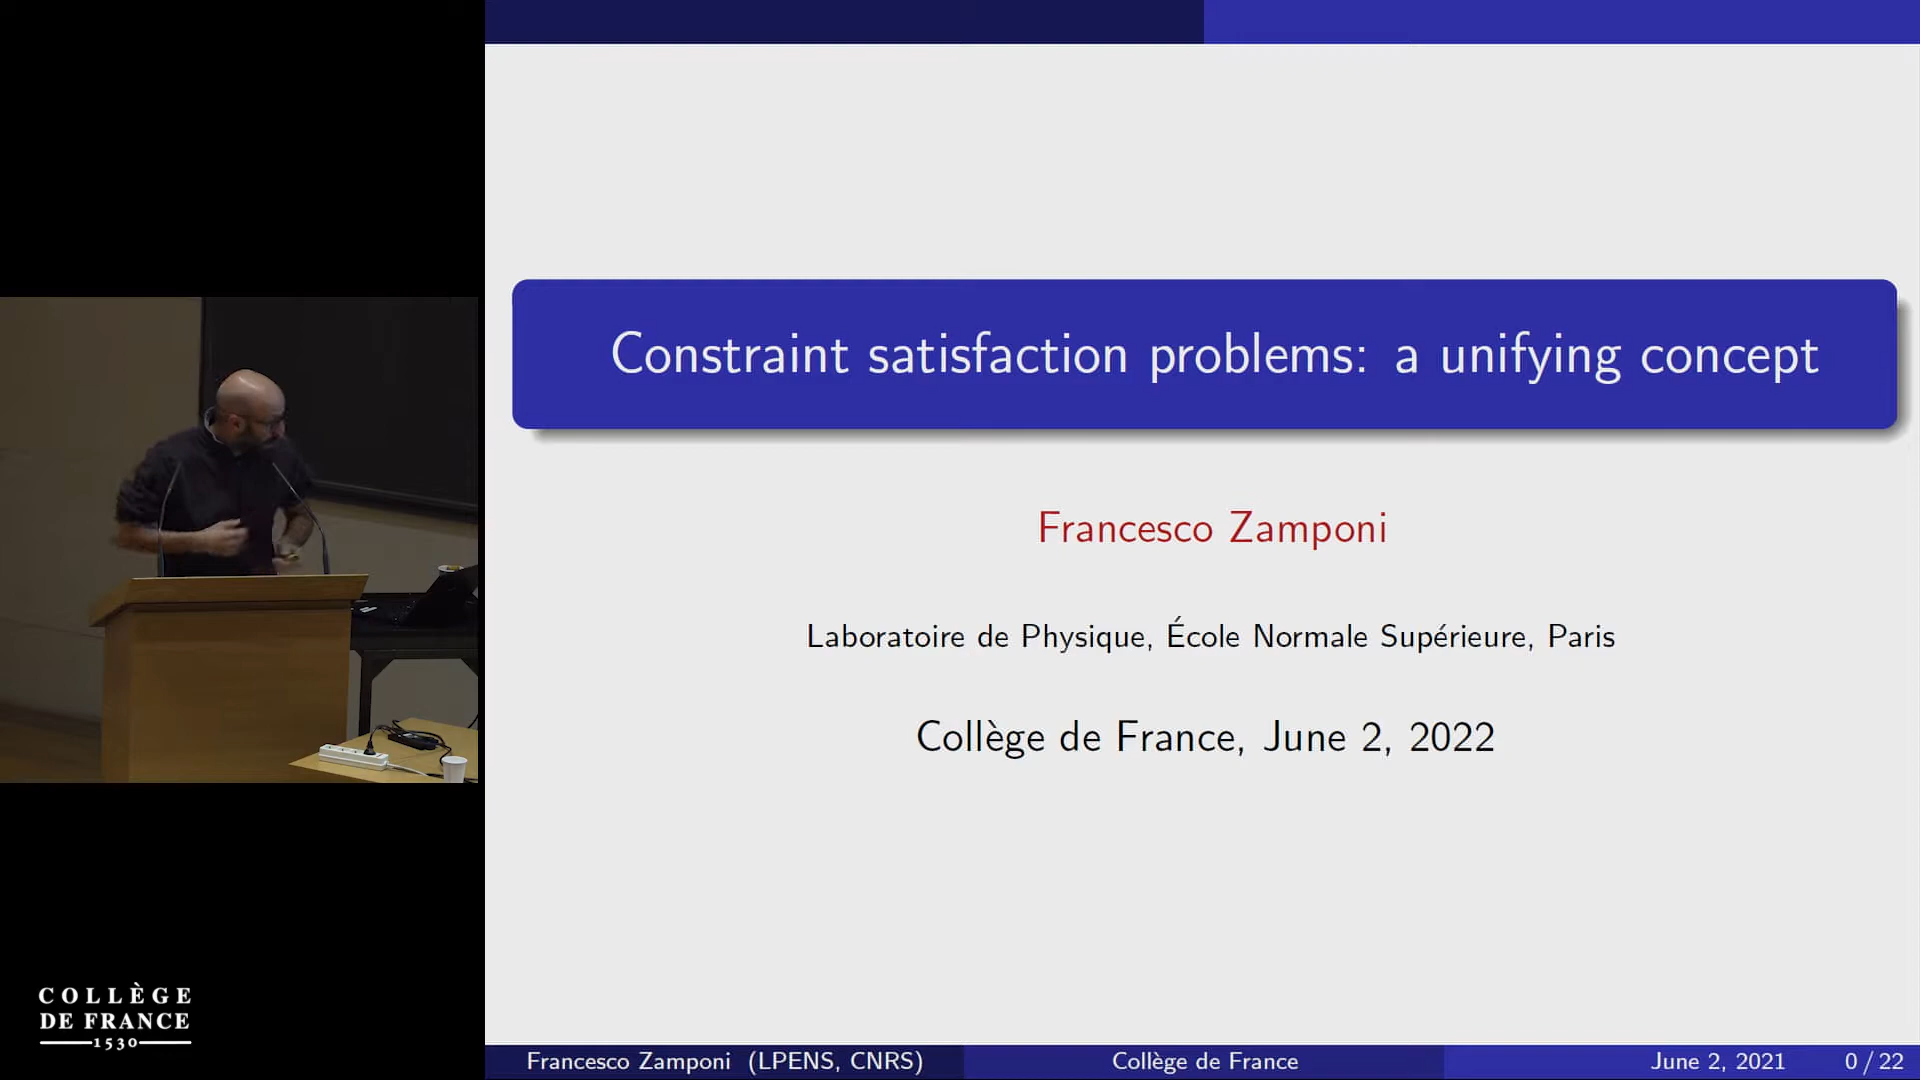 Constraint satisfaction problems: a unifying concept
Francesco Zamponi
Laboratoire de Physique, École Normale Supérieure, Paris
Collège de France, June 2, 2022
COLLÈGE
DE FRANCE
1530
Francesco Zamponi (LPENS, CNRS) Collège de France June 2, 2021 0 / 22